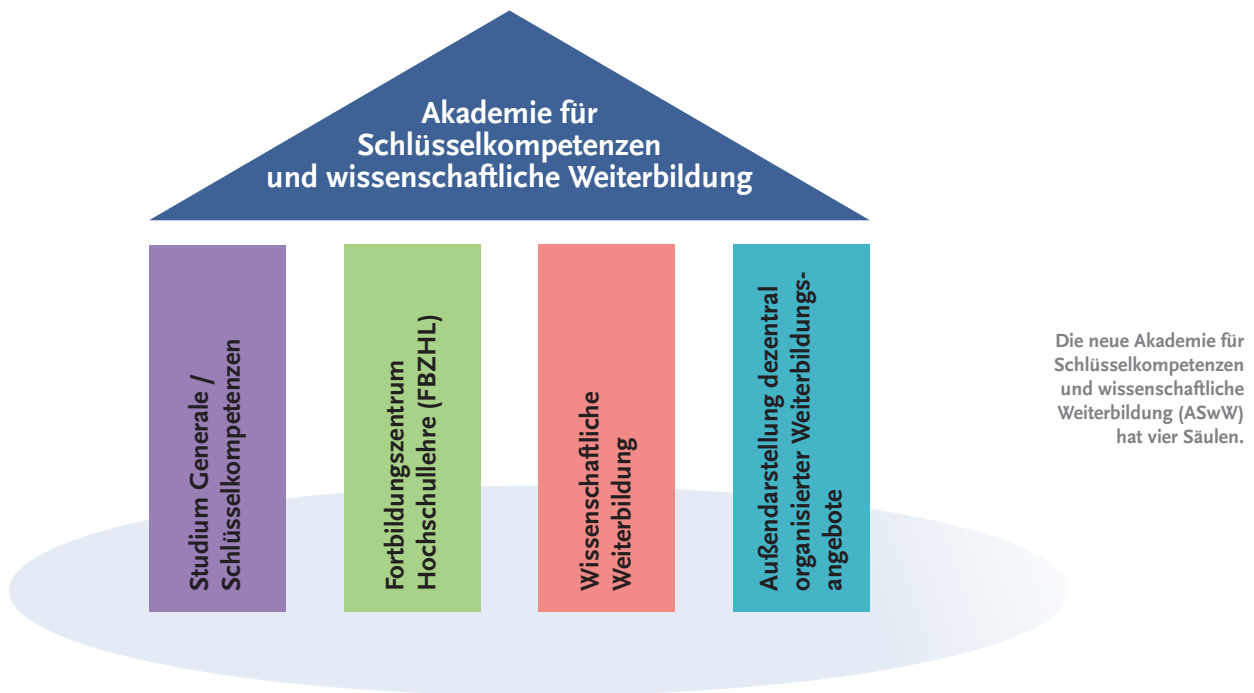 Akademie für
Schlüsselkompetenzen
und wissenschaftliche Weiterbildung
Studium Generale /
Schlüsselkompetenzen
Fortbildungszentrum
Hochschullehre (FBZHL)
Wissenschaftliche
Weiterbildung
Außendarstellung dezentral
organisierter Weiterbildungs-
angebote
Die neue Akademie für
Schlüsselkompetenzen
und wissenschaftliche
Weiterbildung (ASwW)
hat vier Säulen.